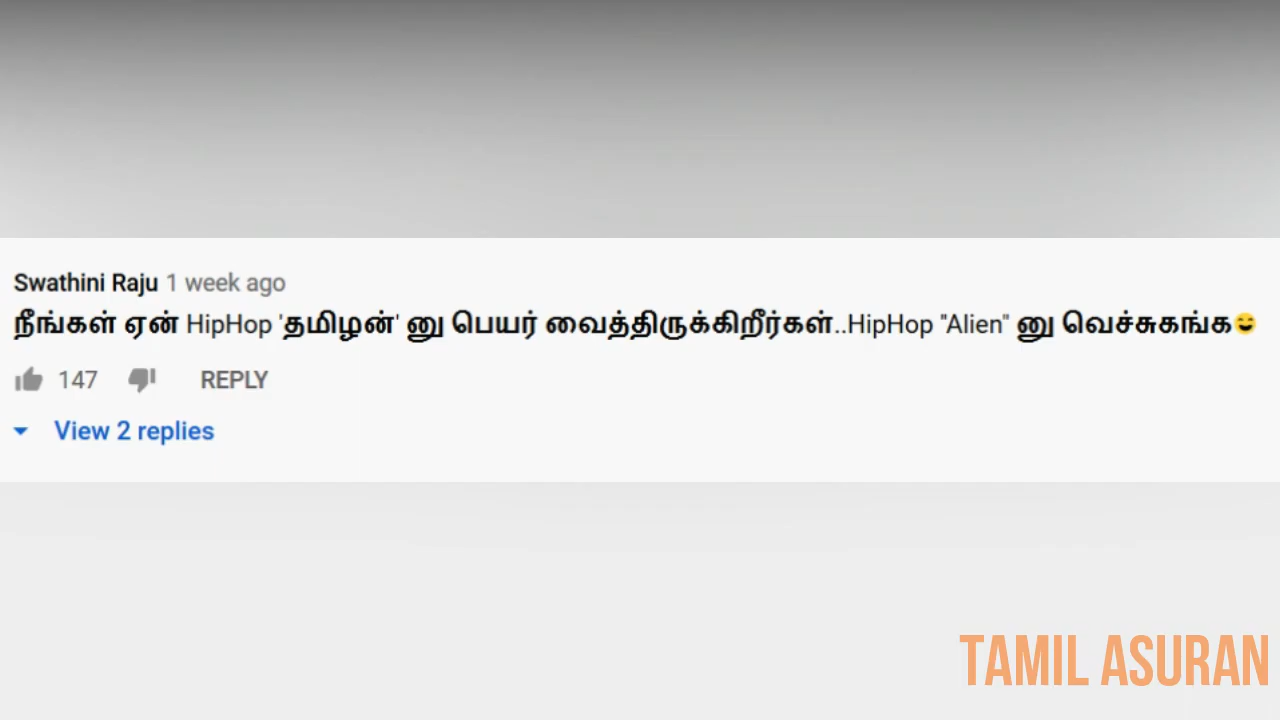 Swathini Raju 1 week ago
நீங்கள் ஏன் HipHop 'தமிழன்' னு பெயர் வைத்திருக்கிறீர்கள்..HipHop "Alien" னு வெச்சுகங்க😄
147 REPLY
View 2 replies
TAMIL ASURAN